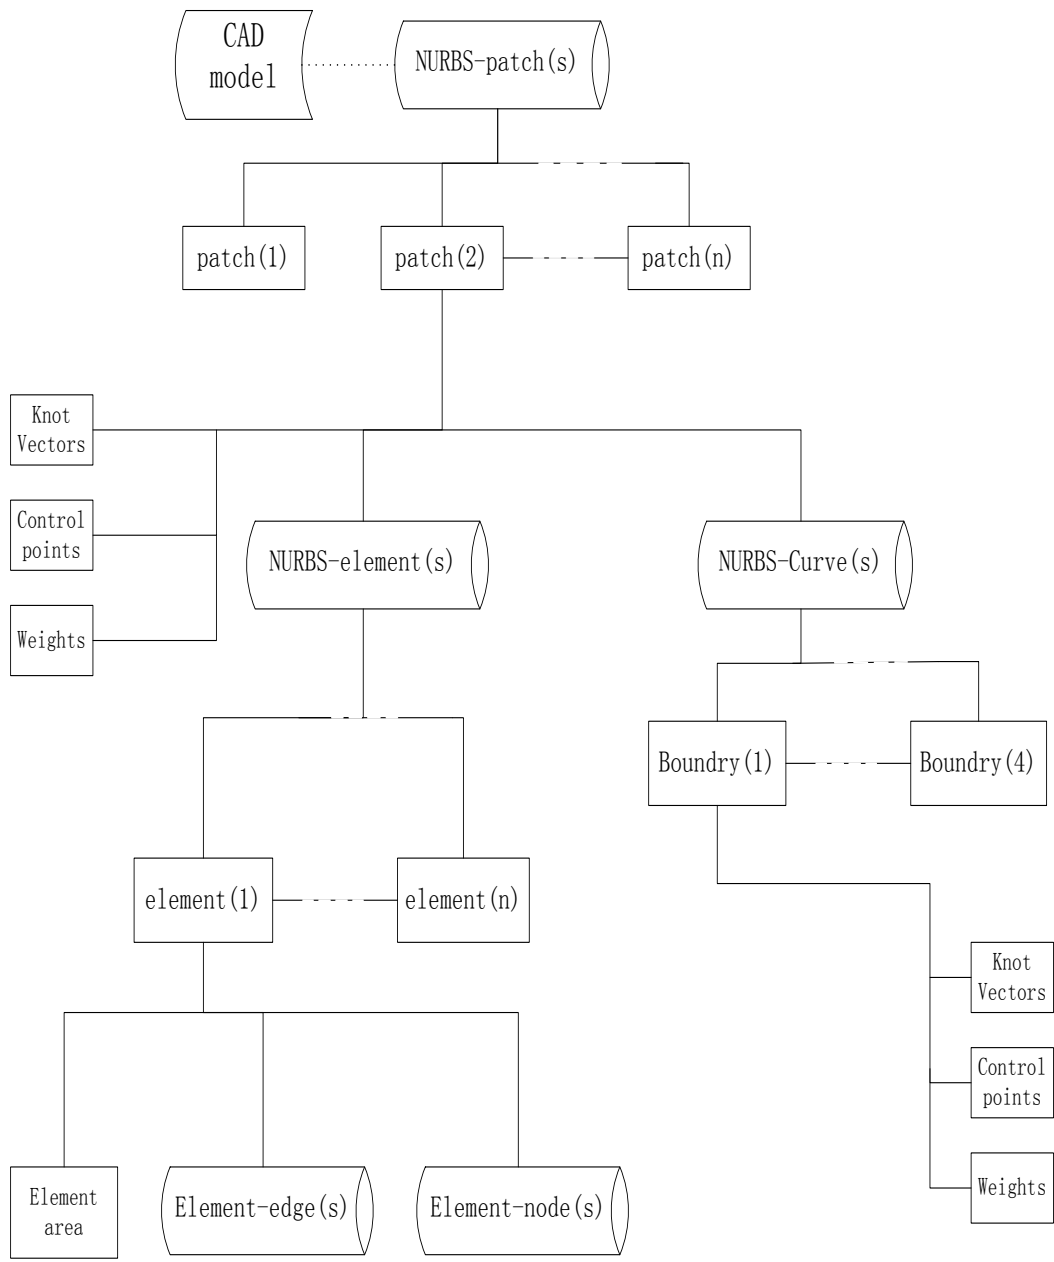 CAD
model
NURBS-patch(s)
patch(1)
patch(2)
patch(n)
Knot
Vectors
Control
points
Weights
NURBS-element(s)
NURBS-Curve(s)
Boundry(1)
Boundry(4)
element(1)
element(n)
Knot
Vectors
Control
points
Weights
Element
area
Element-edge(s)
Element-node(s)